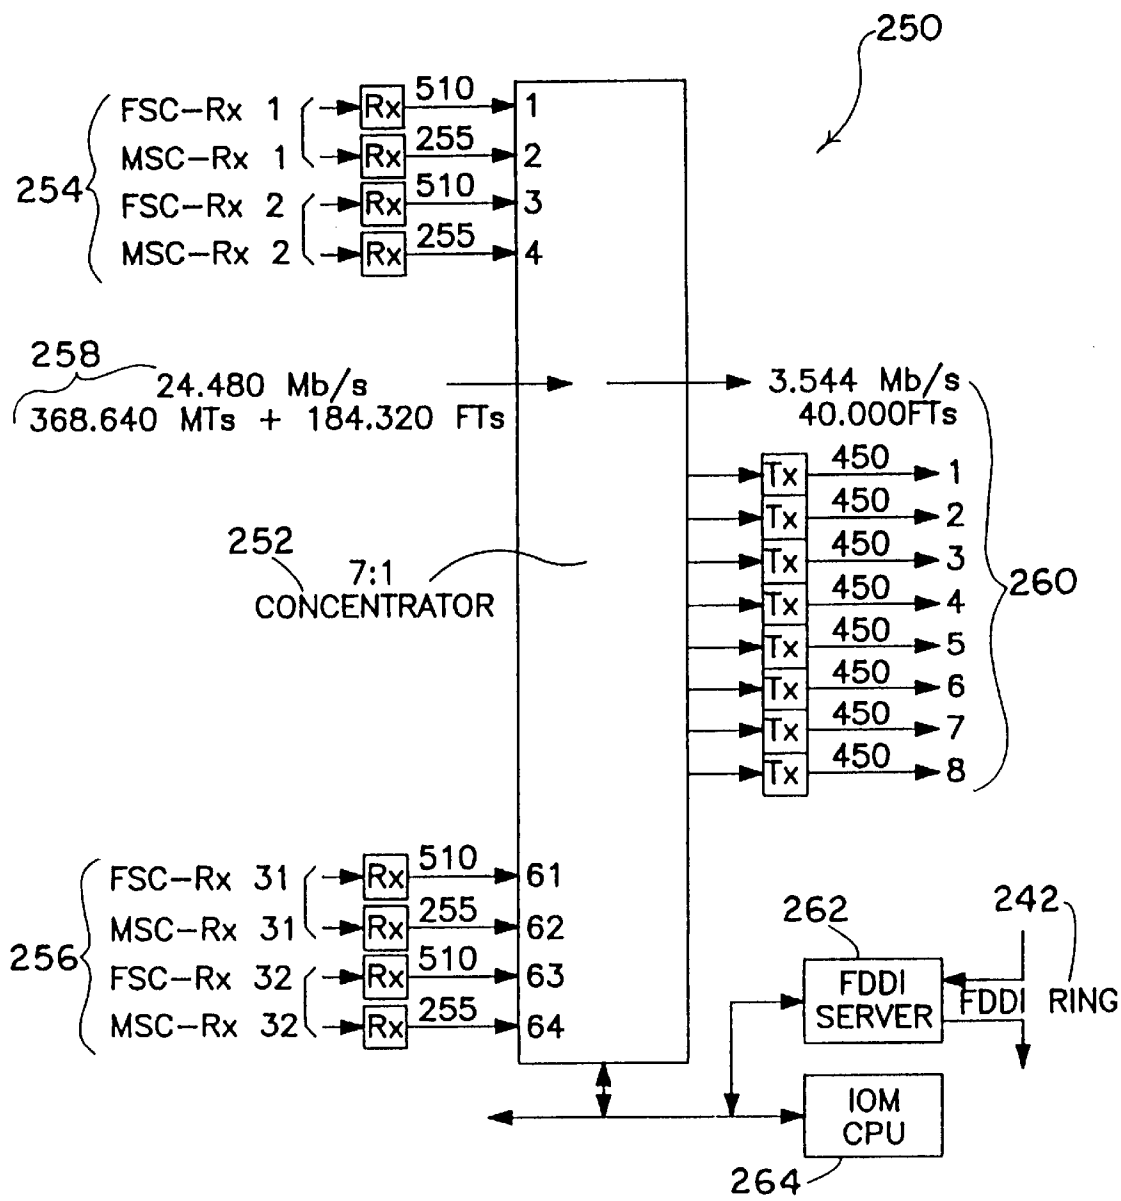 250
FSC-Rx 1 Rx 510 1
MSC-Rx 1 Rx 255 2
254
FSC-Rx 2 Rx 510 3
MSC-Rx 2 Rx 255 4
258
24.480 Mb/s
368.640 MTs + 184.320 FTs
3.544 Mb/s
40.000FTs
Tx 450 1
Tx 450 2
Tx 450 3
Tx 450 4
Tx 450 5
Tx 450 6
Tx 450 7
Tx 450 8
260
252
7:1
CONCENTRATOR
FSC-Rx 31 Rx 510 61
MSC-Rx 31 Rx 255 62
256
FSC-Rx 32 Rx 510 63
MSC-Rx 32 Rx 255 64
262
242
FDDI
SERVER
FDDI RING
IOM
CPU
264